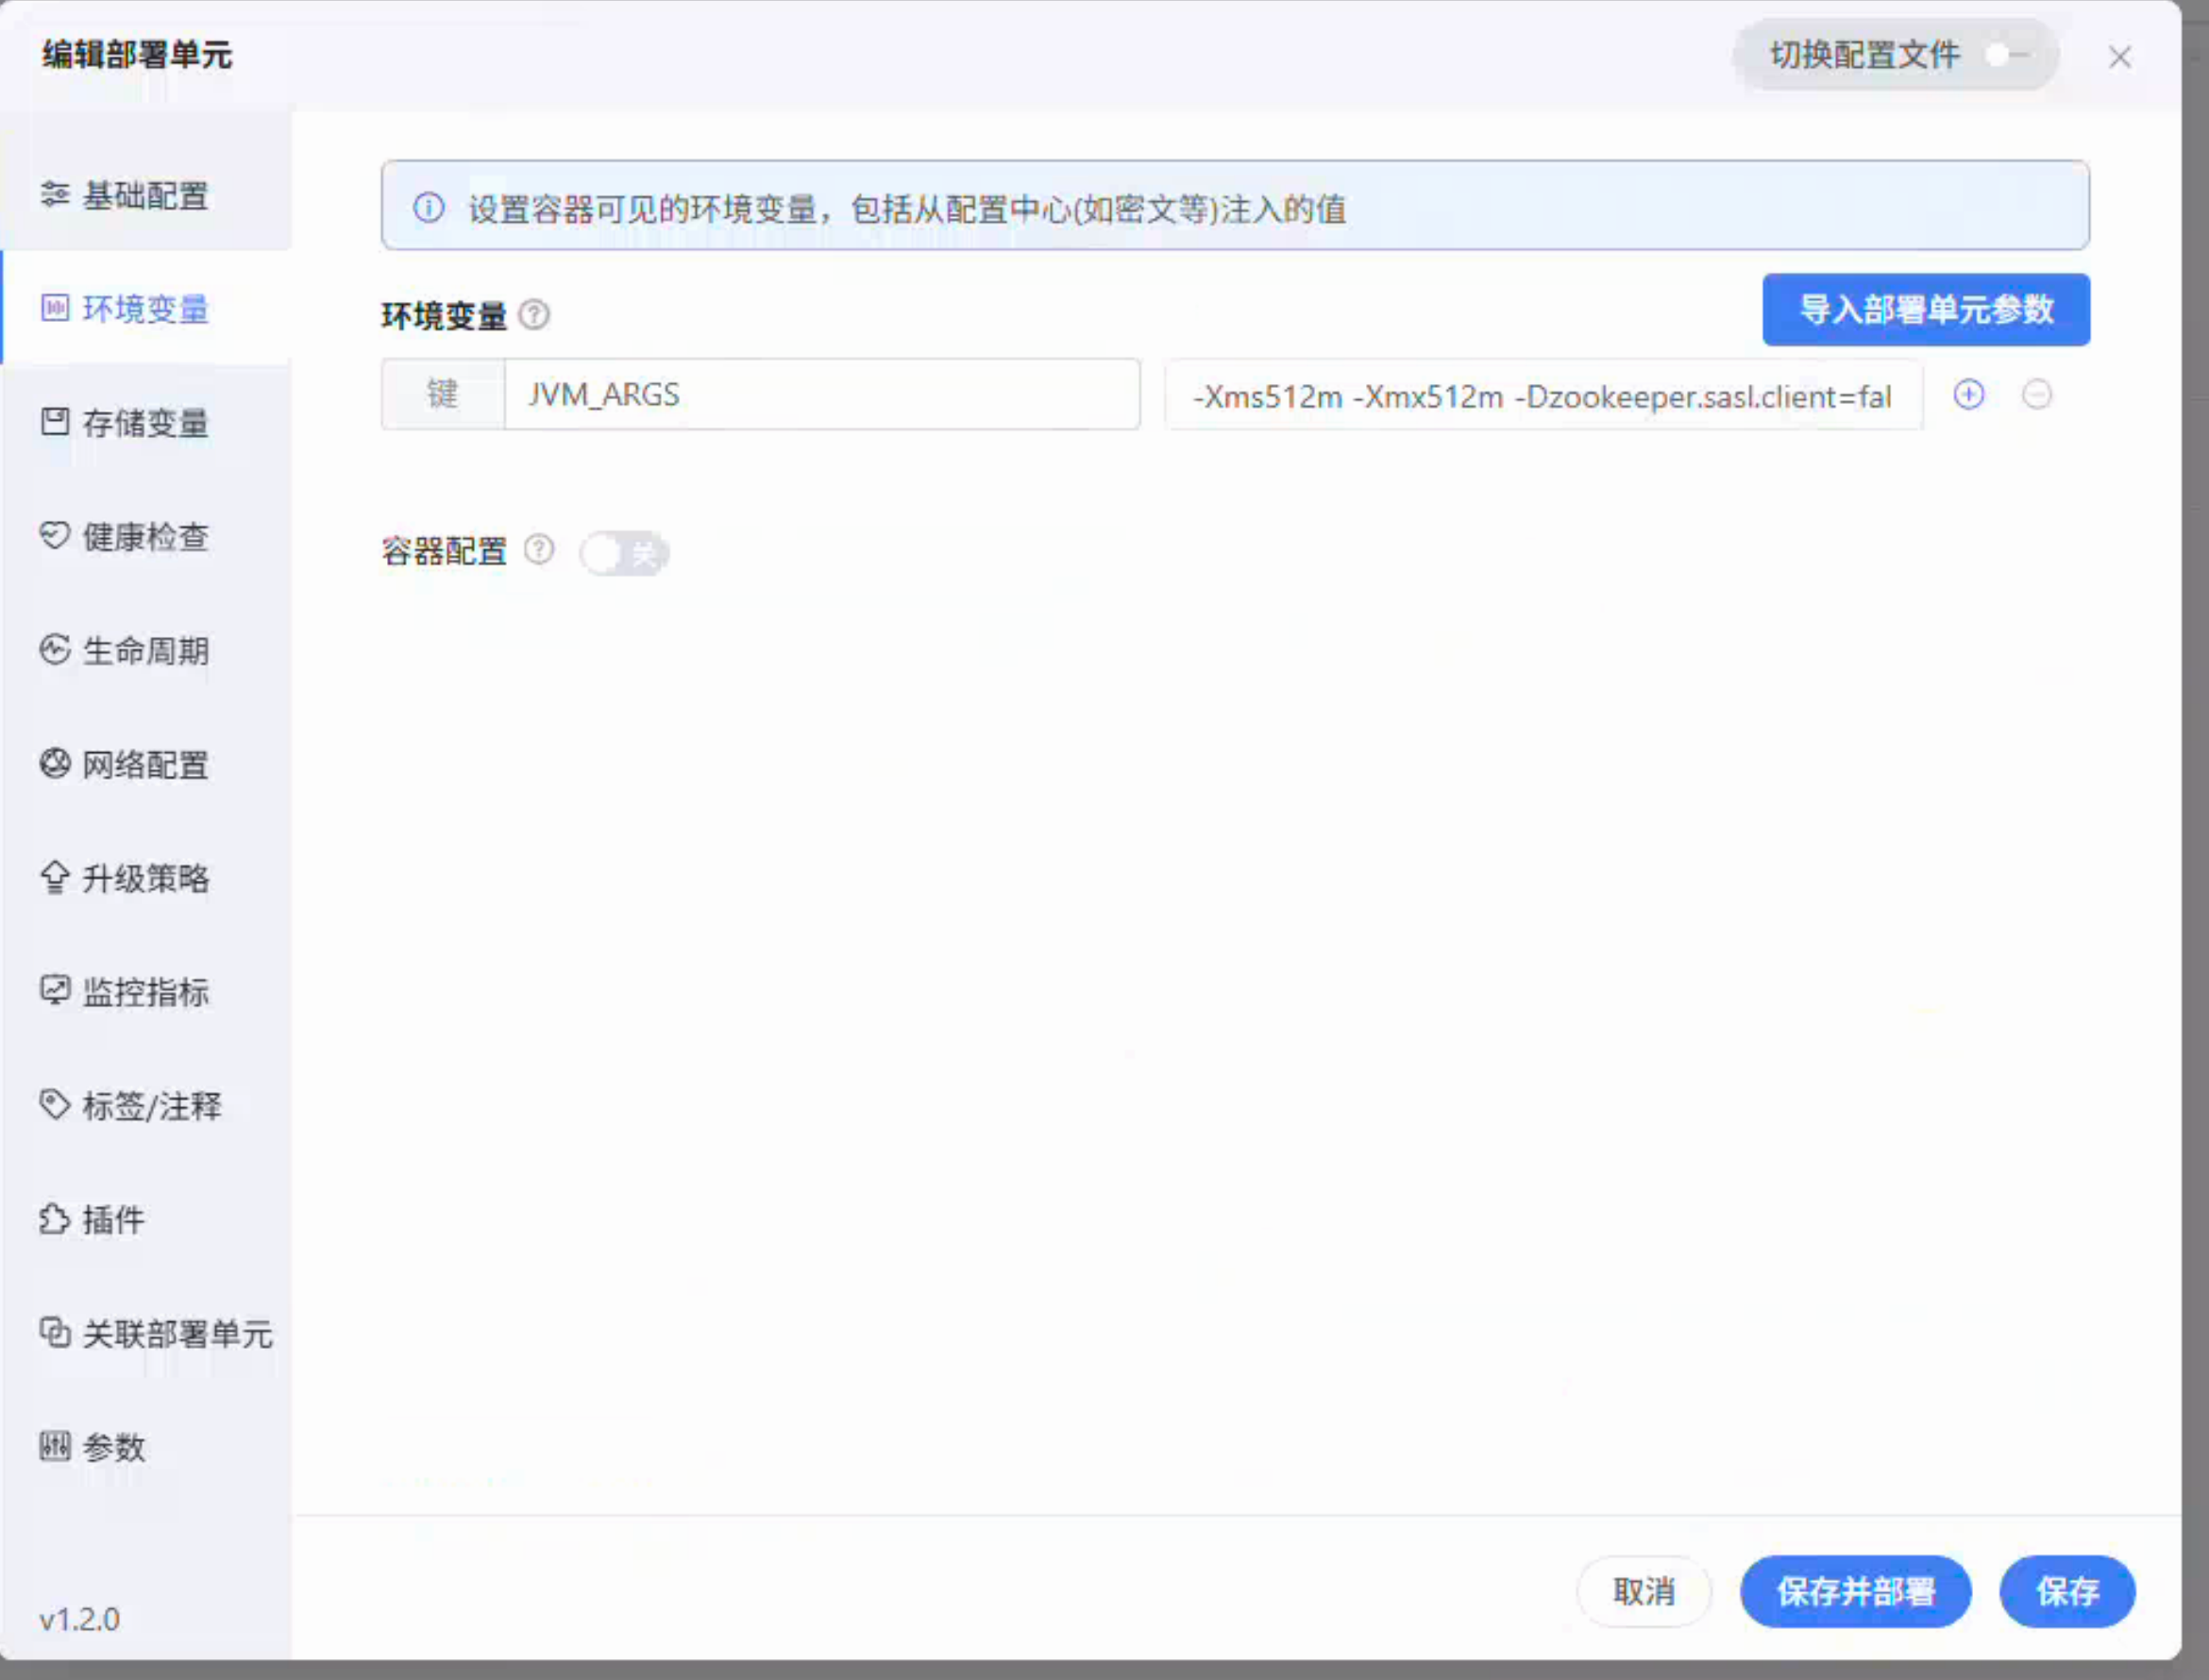 编辑部署单元
切换配置文件
基础配置
环境变量
存储变量
健康检查
生命周期
网络配置
升级策略
监控指标
标签/注释
插件
关联部署单元
参数
v1.2.0
设置容器可见的环境变量，包括从配置中心(如密文等)注入的值
环境变量
导入部署单元参数
键 JVM_ARGS -Xms512m -Xmx512m -Dzookeeper.sasl.client=fal
容器配置 关
取消 保存并部署 保存